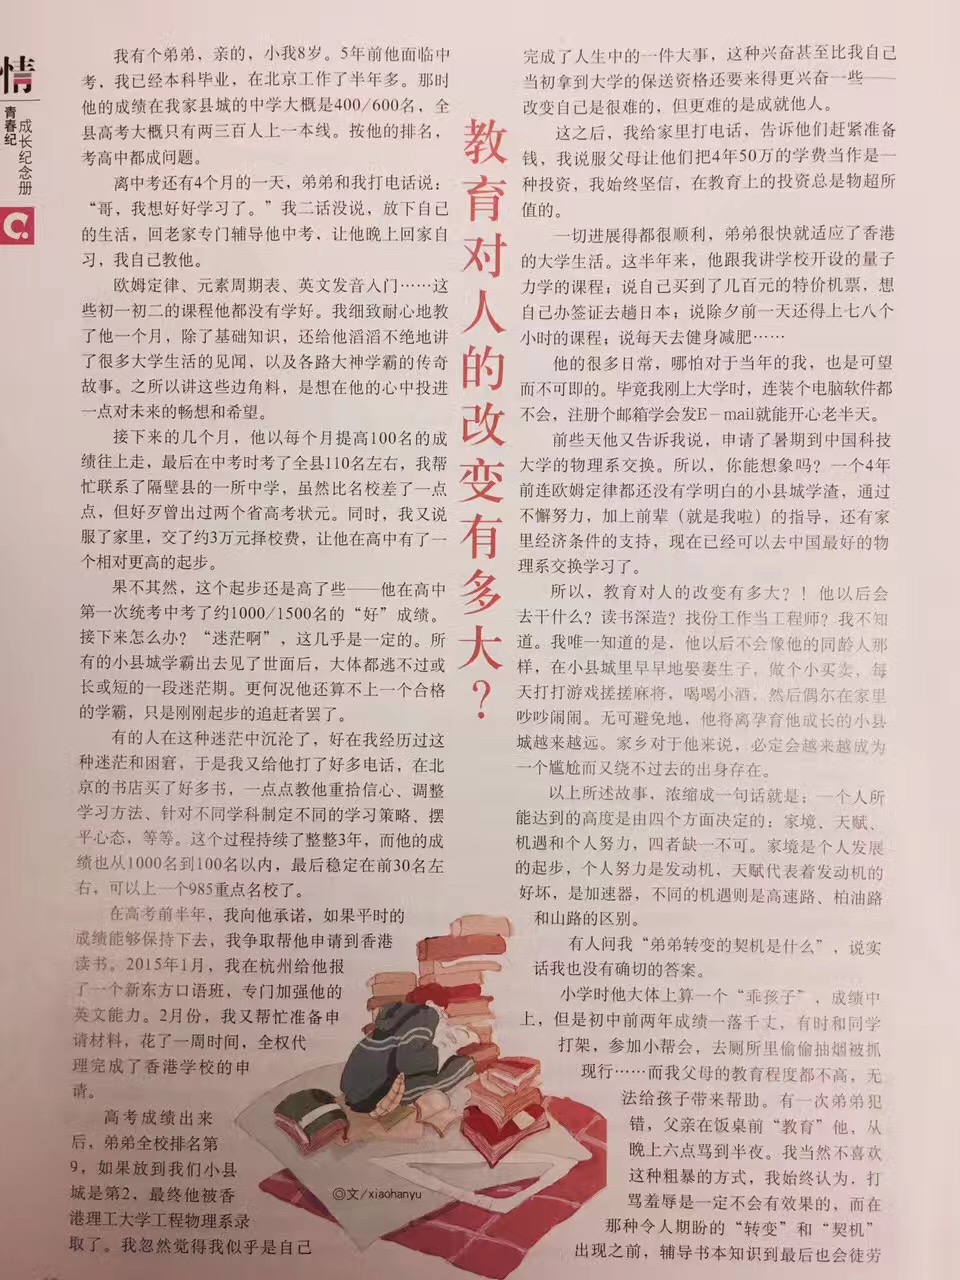 情
青春纪
成长纪念册
教育对人的改变有多大？
我有个弟弟，亲的，小我8岁。5年前他面临中
考，我已经本科毕业，在北京工作了半年多。那时
他的成绩在我家县城的中学大概是400/600名，全
县高考大概只有两三百人上一本线。按他的排名，
考高中都成问题。
离中考还有4个月的一天，弟弟和我打电话说：
“哥，我想好好学习了。”我二话没说，放下自己
的生活，回老家专门辅导他中考，让他晚上回家自
习，我自己教他。
欧姆定律、元素周期表、英文发音入门……这
些初一初二的课程他都没有学好。我细致耐心地教
了他一个月，除了基础知识，还给他滔滔不绝地讲
了很多大学生活的见闻，以及各路大神学霸的传奇
故事。之所以讲这些边角料，是想在他的心中投进
一点对未来的畅想和希望。
接下来的几个月，他以每个月提高100名的成
绩往上走，最后在中考时考了全县110名左右，我帮
忙联系了隔壁县的一所中学，虽然比名校差了一点
点，但好歹曾出过两个省高考状元。同时，我又说
服了家里，交了约3万元择校费，让他在高中有了一
个相对更高的起步。
果不其然，这个起步还是高了些——他在高中
第一次统考中考了约1000/1500名的“好”成绩。
接下来怎么办？“迷茫啊”，这几乎是一定的。所
有的小县城学霸出去见了世面后，大体都逃不过或
长或短的一段迷茫期。更何况他还算不上一个合格
的学霸，只是刚刚起步的追赶者罢了。
有的人在这种迷茫中沉沦了，好在我经历过这
种迷茫和困窘，于是我又给他打了好多电话，在北
京的书店买了好多书，一点点教他重拾信心、调整
学习方法、针对不同学科制定不同的学习策略、摆
平心态，等等。这个过程持续了整整3年，而他的成
绩也从1000名到100名以内，最后稳定在前30名左
右，可以上一个985重点名校了。
在高考前半年，我向他承诺，如果平时的
成绩能够保持下去，我争取帮他申请到香港
读书。2015年1月，我在杭州给他报
了一个新东方口语班，专门加强他的
英文能力。2月份，我又帮忙准备申
请材料，花了一周时间，全权代
理完成了香港学校的申
请。
高考成绩出来
后，弟弟全校排名第
9，如果放到我们小县
城是第2，最终他被香
港理工大学工程物理系录
取了。我忽然觉得我似乎是自己
完成了人生中的一件大事，这种兴奋甚至比我自己
当初拿到大学的保送资格还要来得更兴奋一些——
改变自己是很难的，但更难的是成就他人。
这之后，我给家里打电话，告诉他们赶紧准备
钱，我说服父母让他们把4年50万的学费当作是一
种投资，我始终坚信，在教育上的投资总是物超所
值的。
一切进展得都很顺利，弟弟很快就适应了香港
的大学生活。这半年来，他跟我讲学校开设的量子
力学的课程；说自己买到了几百元的特价机票，想
自己办签证去趟日本；说除夕前一天还得上七八个
小时的课程；说每天去健身减肥……
他的很多日常，哪怕对于当年的我，也是可望
而不可即的。毕竟我刚上大学时，连装个电脑软件都
不会，注册个邮箱学会发E－mail就能开心老半天。
前些天他又告诉我说，申请了暑期到中国科技
大学的物理系交换。所以，你能想象吗？一个4年
前连欧姆定律都还没有学明白的小县城学渣，通过
不懈努力，加上前辈（就是我啦）的指导，还有家
里经济条件的支持，现在已经可以去中国最好的物
理系交换学习了。
所以，教育对人的改变有多大？！他以后会
去干什么？读书深造？找份工作当工程师？我不知
道。我唯一知道的是，他以后不会像他的同龄人那
样，在小县城里早早地娶妻生子，做个小买卖，每
天打打游戏搓搓麻将，喝喝小酒，然后偶尔在家里
吵吵闹闹。无可避免地，他将离孕育他成长的小县
城越来越远。家乡对于他来说，必定会越来越成为
一个尴尬而又绕不过去的出身存在。
以上所述故事，浓缩成一句话就是：一个人所
能达到的高度是由四个方面决定的：家境、天赋、
机遇和个人努力，四者缺一不可。家境是个人发展
的起步，个人努力是发动机，天赋代表着发动机的
好坏，是加速器，不同的机遇则是高速路、柏油路
和山路的区别。
有人问我“弟弟转变的契机是什么”，说实
话我也没有确切的答案。
小学时他大体上算一个“乖孩子”，成绩中
上，但是初中前两年成绩一落千丈，有时和同学
打架，参加小帮会，去厕所里偷偷抽烟被抓
现行……而我父母的教育程度都不高，无
法给孩子带来帮助。有一次弟弟犯
错，父亲在饭桌前“教育”他，从
晚上六点骂到半夜。我当然不喜欢
这种粗暴的方式，我始终认为，打
骂羞辱是一定不会有效果的，而在
那种令人期盼的“转变”和“契机”
出现之前，辅导书本知识到最后也会徒劳
◎文／xiaohanyu